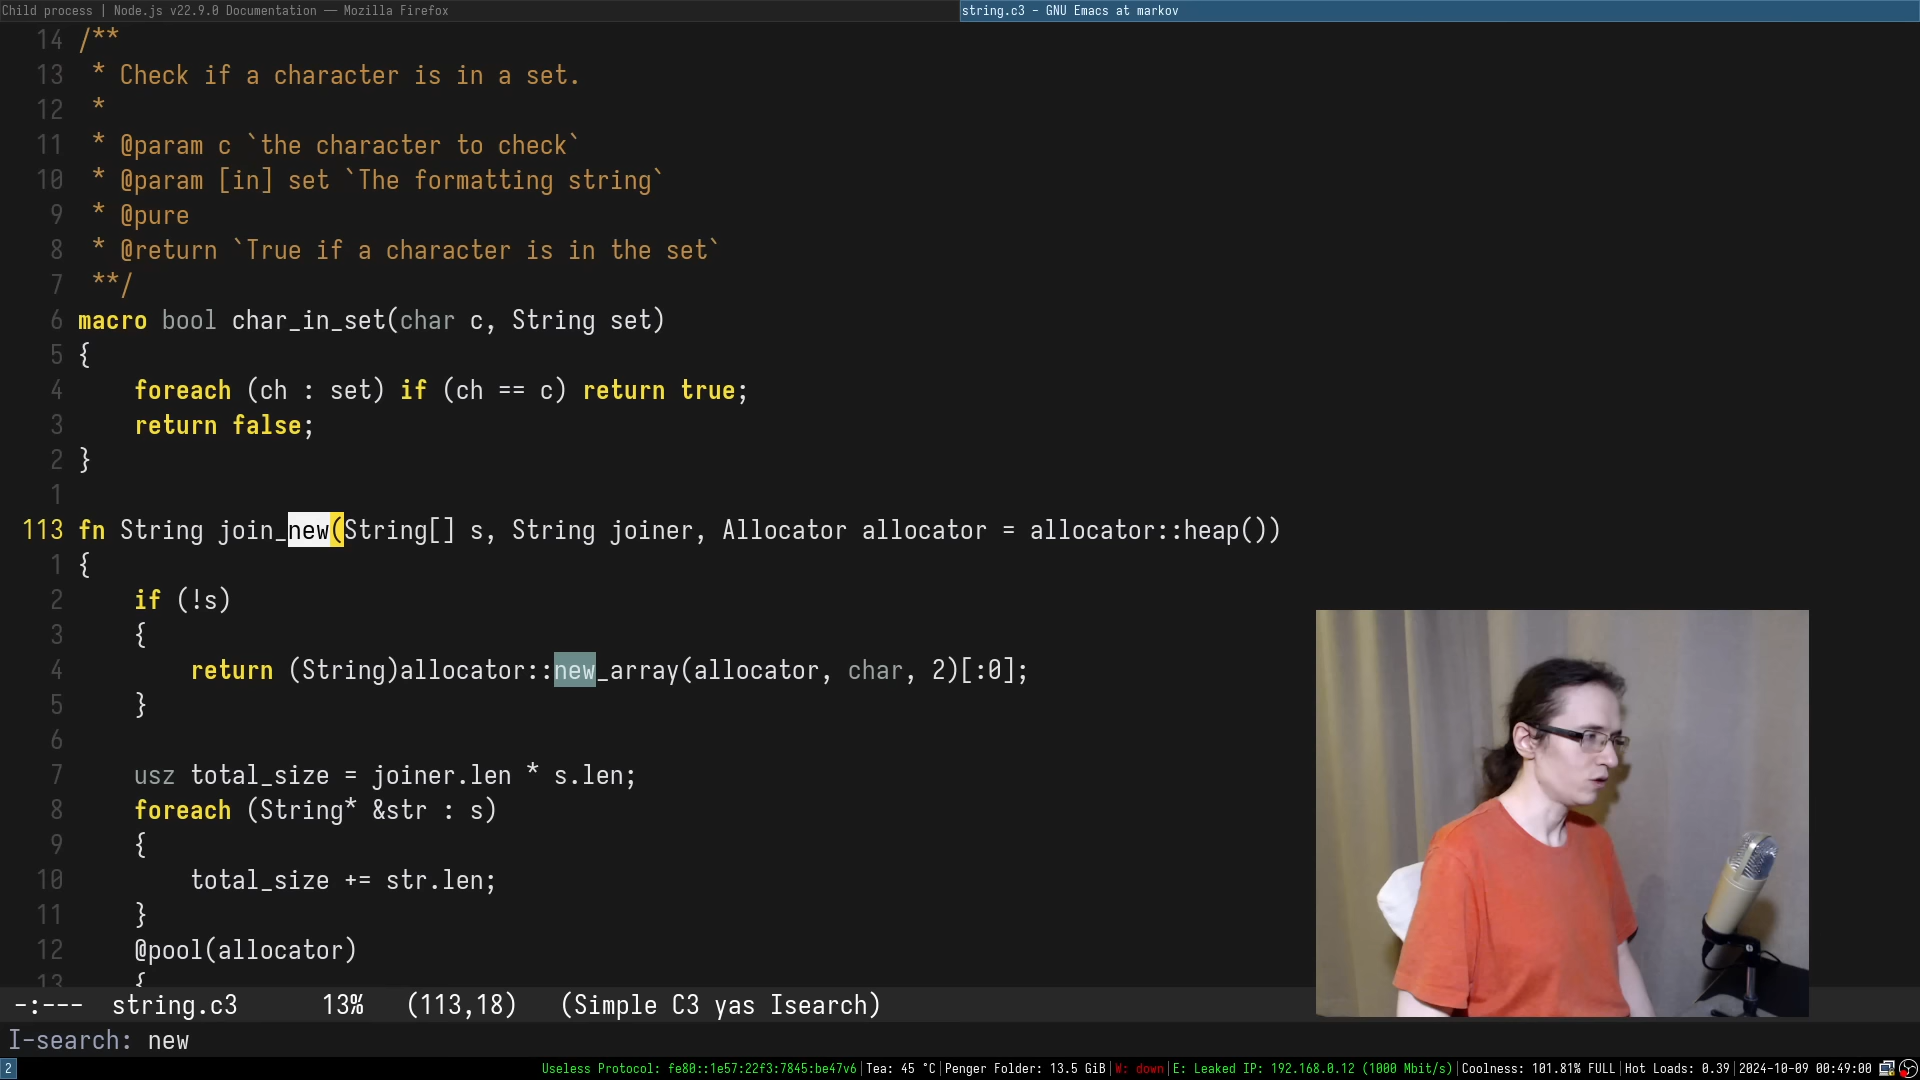 Child process | Node.js v22.9.0 Documentation — Mozilla Firefox
string.c3 - GNU Emacs at markov
14 /**
13  * Check if a character is in a set.
12  *
11  * @param c `the character to check`
10  * @param [in] set `The formatting string`
9  * @pure
8  * @return `True if a character is in the set`
7  **/
6 macro bool char_in_set(char c, String set)
5 {
4     foreach (ch : set) if (ch == c) return true;
3     return false;
2 }
1
113 fn String join_new(String[] s, String joiner, Allocator allocator = allocator::heap())
1 {
2     if (!s)
3     {
4         return (String)allocator::new_array(allocator, char, 2)[:0];
5     }
6
7     usz total_size = joiner.len * s.len;
8     foreach (String* &str : s)
9     {
10         total_size += str.len;
11     }
12     @pool(allocator)
13     {
-:---  string.c3      13%   (113,18)   (Simple C3 yas Isearch)
I-search: new
2
Useless Protocol: fe80::1e57:22f3:7845:be47v6|Tea: 45 °C|Penger Folder: 13.5 GiB|W: down|E: Leaked IP: 192.168.0.12 (1000 Mbit/s)|Coolness: 101.81% FULL|Hot Loads: 0.39|2024-10-09 00:49:00